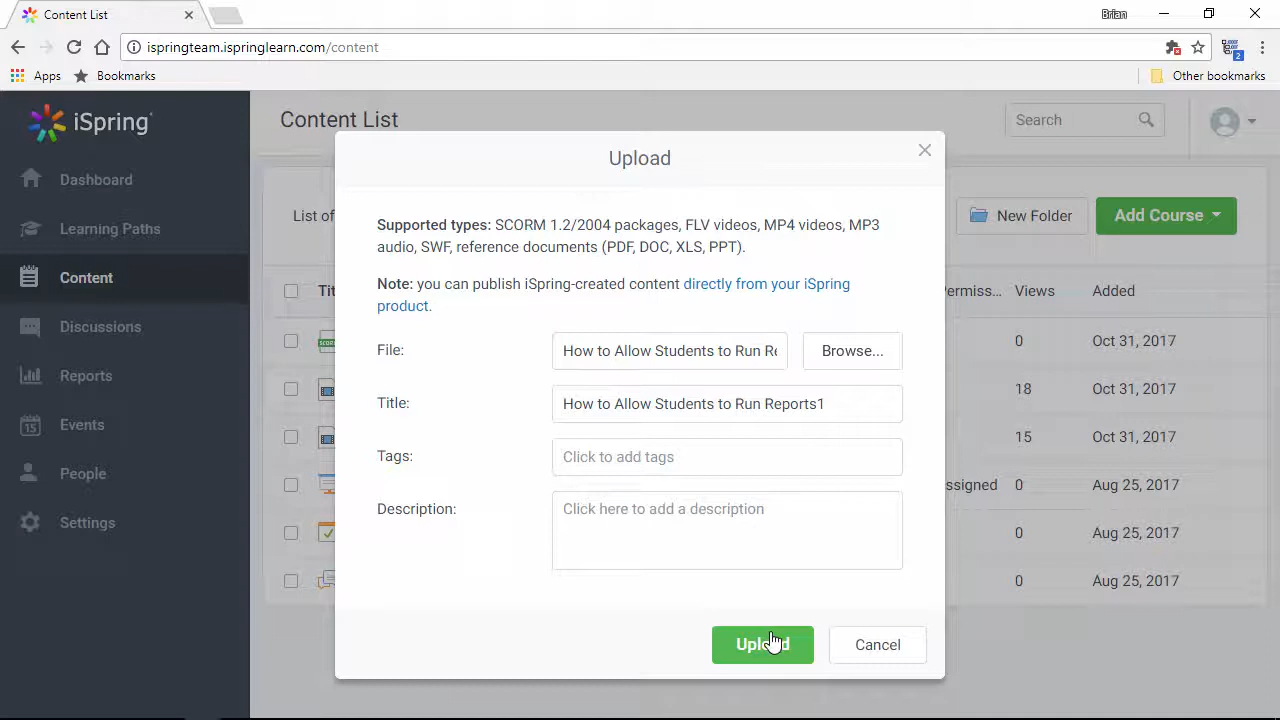 Content List
Brian
ispringteam.ispringlearn.com/content
2
Apps
Bookmarks
Other bookmarks
iSpring
Content List
Search
Dashboard
Learning Paths
Content
Discussions
Reports
15
Events
People
Settings
List of
New Folder
Add Course
Upload
Supported types: SCORM 1.2/2004 packages, FLV videos, MP4 videos, MP3
audio, SWF, reference documents (PDF, DOC, XLS, PPT).
Note: you can publish iSpring-created content directly from your iSpring
product.
File:
How to Allow Students to Run Re
Browse...
Title:
How to Allow Students to Run Reports1
Tags:
Click to add tags
Description:
Click here to add a description
Upload
Cancel
Views
Added
0
Oct 31, 2017
18
Oct 31, 2017
15
Oct 31, 2017
ssigned
0
Aug 25, 2017
0
Aug 25, 2017
0
Aug 25, 2017